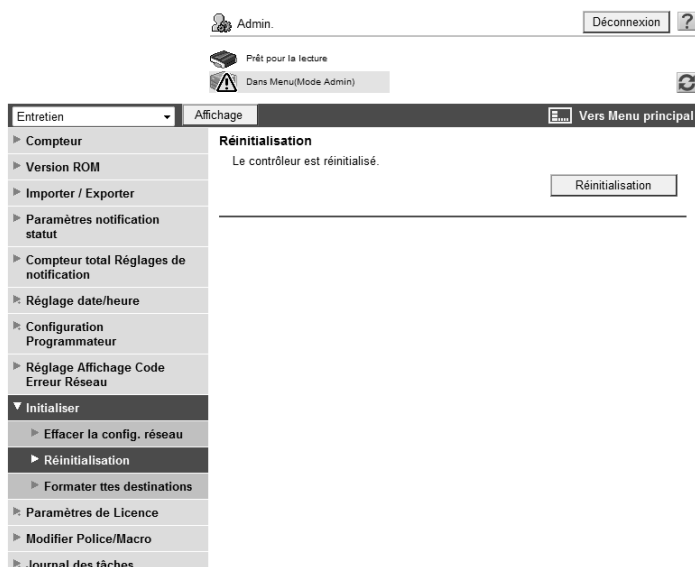 Admin.
Déconnexion
?
Prêt pour la lecture
Dans Menu(Mode Admin)
Entretien
Affichage
Vers Menu principal
Compteur
Version ROM
Importer / Exporter
Paramètres notification
statut
Compteur total Réglages de
notification
Réglage date/heure
Configuration
Programmateur
Réglage Affichage Code
Erreur Réseau
Initialiser
Effacer la config. réseau
Réinitialisation
Formater ttes destinations
Paramètres de Licence
Modifier Police/Macro
Journal des tâches
Réinitialisation
Le contrôleur est réinitialisé.
Réinitialisation